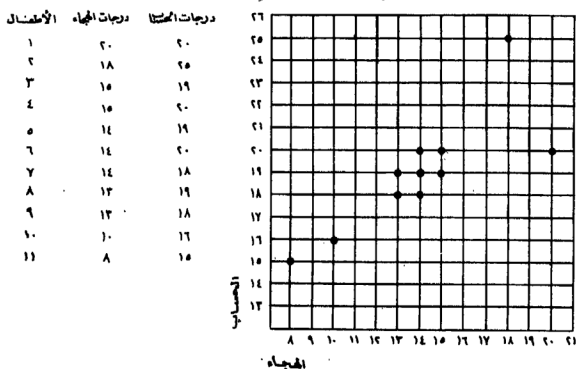 الأطفال درجات الهجاء درجات الحساب
١ ٢٠ ٢٠
٢ ١٨ ٢٥
٣ ١٥ ١٩
٤ ١٥ ٢٠
٥ ١٤ ١٩
٦ ١٤ ٢٠
٧ ١٤ ١٨
٨ ١٣ ١٩
٩ ١٣ ١٨
١٠ ١٠ ١٦
١١ ٨ ١٥
٢٦
٢٥
٢٤
٢٣
٢٢
٢١
٢٠
١٩
١٨
١٧
١٦
١٥
١٤
١٣
الحساب
٨ ٩ ١٠ ١١ ١٢ ١٣ ١٤ ١٥ ١٦ ١٧ ١٨ ١٩ ٢٠ ٢١
الهجاء